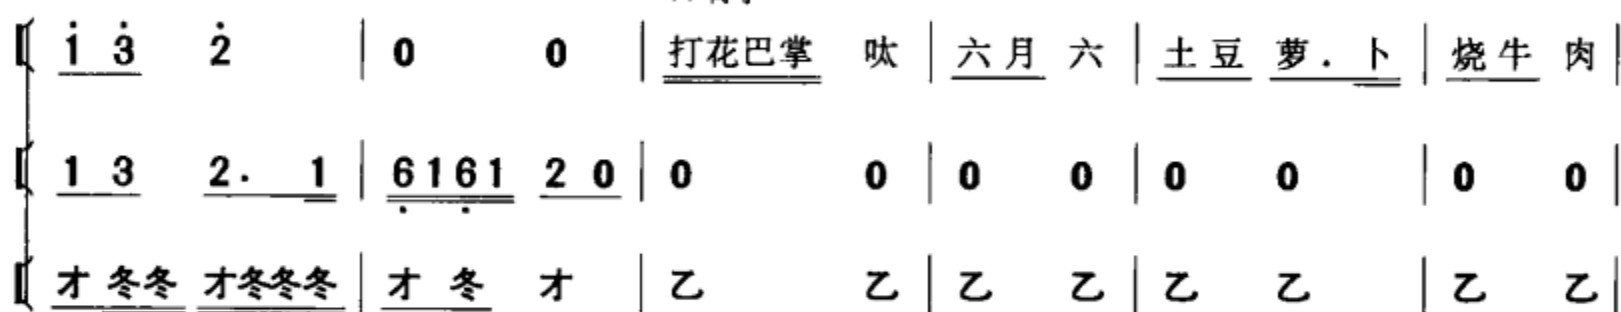 1 3 2 | 0 0 | 打花巴掌 呔 | 六月 六 | 土豆 萝.卜 | 烧牛 肉 |
1 3 2. 1 | 6161 2 0 | 0 0 | 0 0 | 0 0 | 0 0 |
才 冬冬 才冬冬冬 | 才 冬 才 | 乙 乙 | 乙 乙 | 乙 乙 | 乙 乙 |